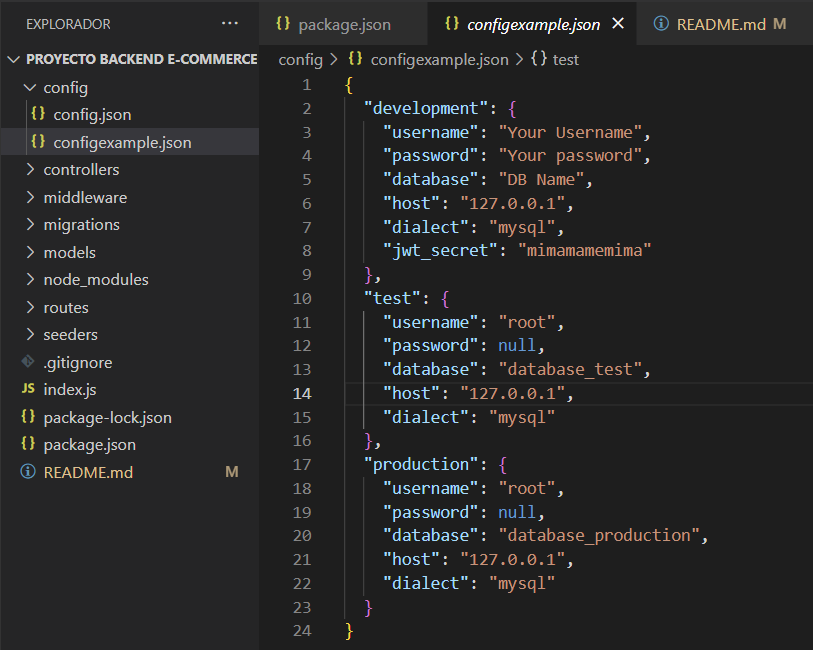 EXPLORADOR ···
PROYECTO BACKEND E-COMMERCE
config
{} config.json
{} configexample.json
controllers
middleware
migrations
models
node_modules
routes
seeders
.gitignore
JS index.js
{} package-lock.json
{} package.json
README.md M
{} package.json {} configexample.json × README.md M
config > {} configexample.json > {} test
1 {
2 "development": {
3 "username": "Your Username",
4 "password": "Your password",
5 "database": "DB Name",
6 "host": "127.0.0.1",
7 "dialect": "mysql",
8 "jwt_secret": "mimamamemima"
9 },
10 "test": {
11 "username": "root",
12 "password": null,
13 "database": "database_test",
14 "host": "127.0.0.1",
15 "dialect": "mysql"
16 },
17 "production": {
18 "username": "root",
19 "password": null,
20 "database": "database_production",
21 "host": "127.0.0.1",
22 "dialect": "mysql"
23 }
24 }